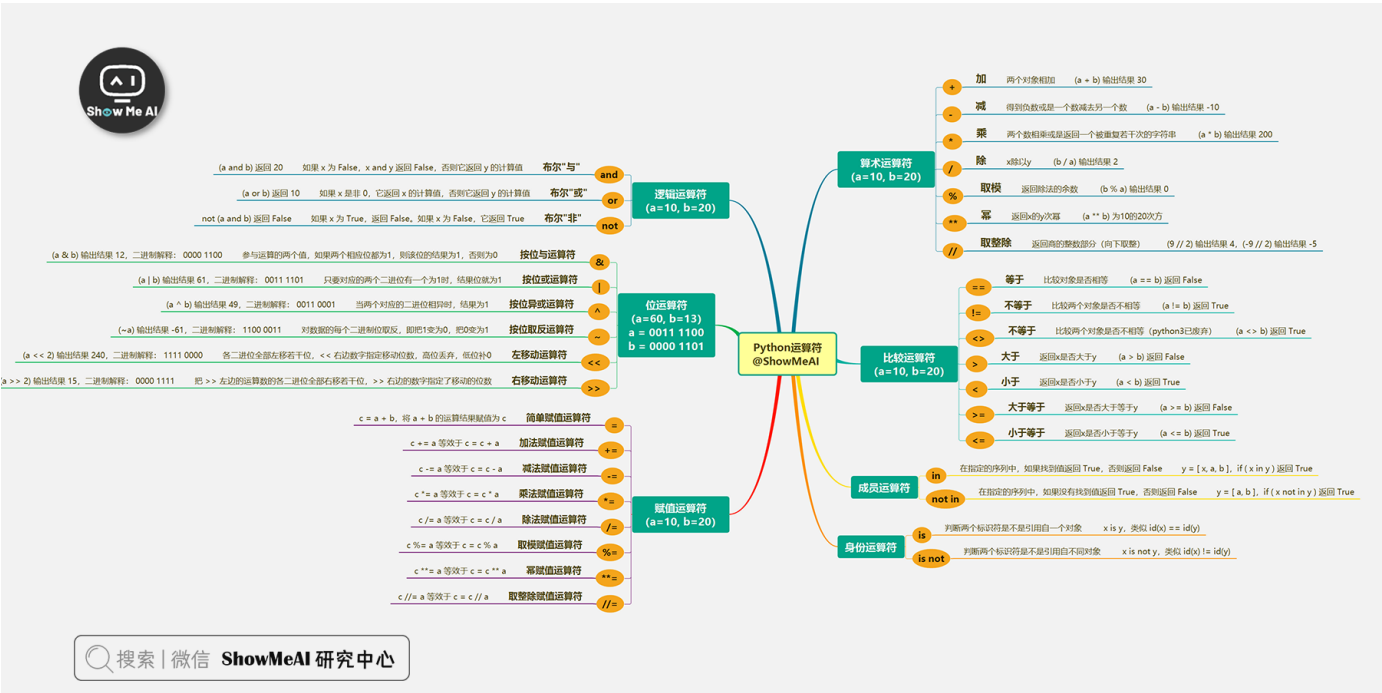 Show Me AI
Python运算符
@ShowMeAI
算术运算符
(a=10, b=20)
+ 加 两个对象相加 (a + b) 输出结果 30
- 减 得到负数或是一个数减去另一个数 (a - b) 输出结果 -10
* 乘 两个数相乘或是返回一个被重复若干次的字符串 (a * b) 输出结果 200
/ 除 x除以y (b / a) 输出结果 2
% 取模 返回除法的余数 (b % a) 输出结果 0
** 幂 返回x的y次幂 (a ** b) 为10的20次方
// 取整除 返回商的整数部分（向下取整） (9 // 2) 输出结果 4, (-9 // 2) 输出结果 -5
比较运算符
(a=10, b=20)
== 等于 比较对象是否相等 (a == b) 返回 False
!= 不等于 比较两个对象是否不相等 (a != b) 返回 True
<> 不等于 比较两个对象是否不相等（python3已废弃） (a <> b) 返回 True
> 大于 返回x是否大于y (a > b) 返回 False
< 小于 返回x是否小于y (a < b) 返回 True
>= 大于等于 返回x是否大于等于y (a >= b) 返回 False
<= 小于等于 返回x是否小于等于y (a <= b) 返回 True
成员运算符
in 在指定的序列中，如果找到值返回 True，否则返回 False y = [ x, a, b ]，if ( x in y ) 返回 True
not in 在指定的序列中，如果没有找到值返回 True，否则返回 False y = [ a, b ]，if ( x not in y ) 返回 True
身份运算符
is 判断两个标识符是不是引用自一个对象 x is y，类似 id(x) == id(y)
is not 判断两个标识符是不是引用自不同对象 x is not y，类似 id(x) != id(y)
逻辑运算符
(a=10, b=20)
(a and b) 返回 20 如果 x 为 False，x and y 返回 False，否则它返回 y 的计算值 布尔"与" and
(a or b) 返回 10 如果 x 是非 0，它返回 x 的计算值，否则它返回 y 的计算值 布尔"或" or
not (a and b) 返回 False 如果 x 为 True，返回 False。如果 x 为 False，它返回 True 布尔"非" not
位运算符
(a=60, b=13)
a = 0011 1100
b = 0000 1101
(a & b) 输出结果 12，二进制解释： 0000 1100 参与运算的两个值，如果两个相应位都为1，则该位的结果为1，否则为0 按位与运算符 &
(a | b) 输出结果 61，二进制解释： 0011 1101 只要对应的两个二进位有一个为1时，结果位就为1 按位或运算符 |
(a ^ b) 输出结果 49，二进制解释： 0011 0001 当两个对应的二进位相异时，结果为1 按位异或运算符 ^
(~a) 输出结果 -61，二进制解释： 1100 0011 对数据的每个二进制位取反，即把1变为0，把0变为1 按位取反运算符 ~
(a << 2) 输出结果 240，二进制解释： 1111 0000 各二进位全部左移若干位，<< 右边数字指定移动位数，高位丢弃，低位补0 左移动运算符 <<
(a >> 2) 输出结果 15，二进制解释： 0000 1111 把 >> 左边的运算数的各二进位全部右移若干位，>> 右边的数字指定了移动的位数 右移动运算符 >>
赋值运算符
(a=10, b=20)
c = a + b，将 a + b 的运算结果赋值为 c 简单赋值运算符 =
c += a 等效于 c = c + a 加法赋值运算符 +=
c -= a 等效于 c = c - a 减法赋值运算符 -=
c *= a 等效于 c = c * a 乘法赋值运算符 *=
c /= a 等效于 c = c / a 除法赋值运算符 /=
c %= a 等效于 c = c % a 取模赋值运算符 %=
c **= a 等效于 c = c ** a 幂赋值运算符 **=
c //= a 等效于 c = c // a 取整除赋值运算符 //=
搜索 | 微信 ShowMeAI 研究中心